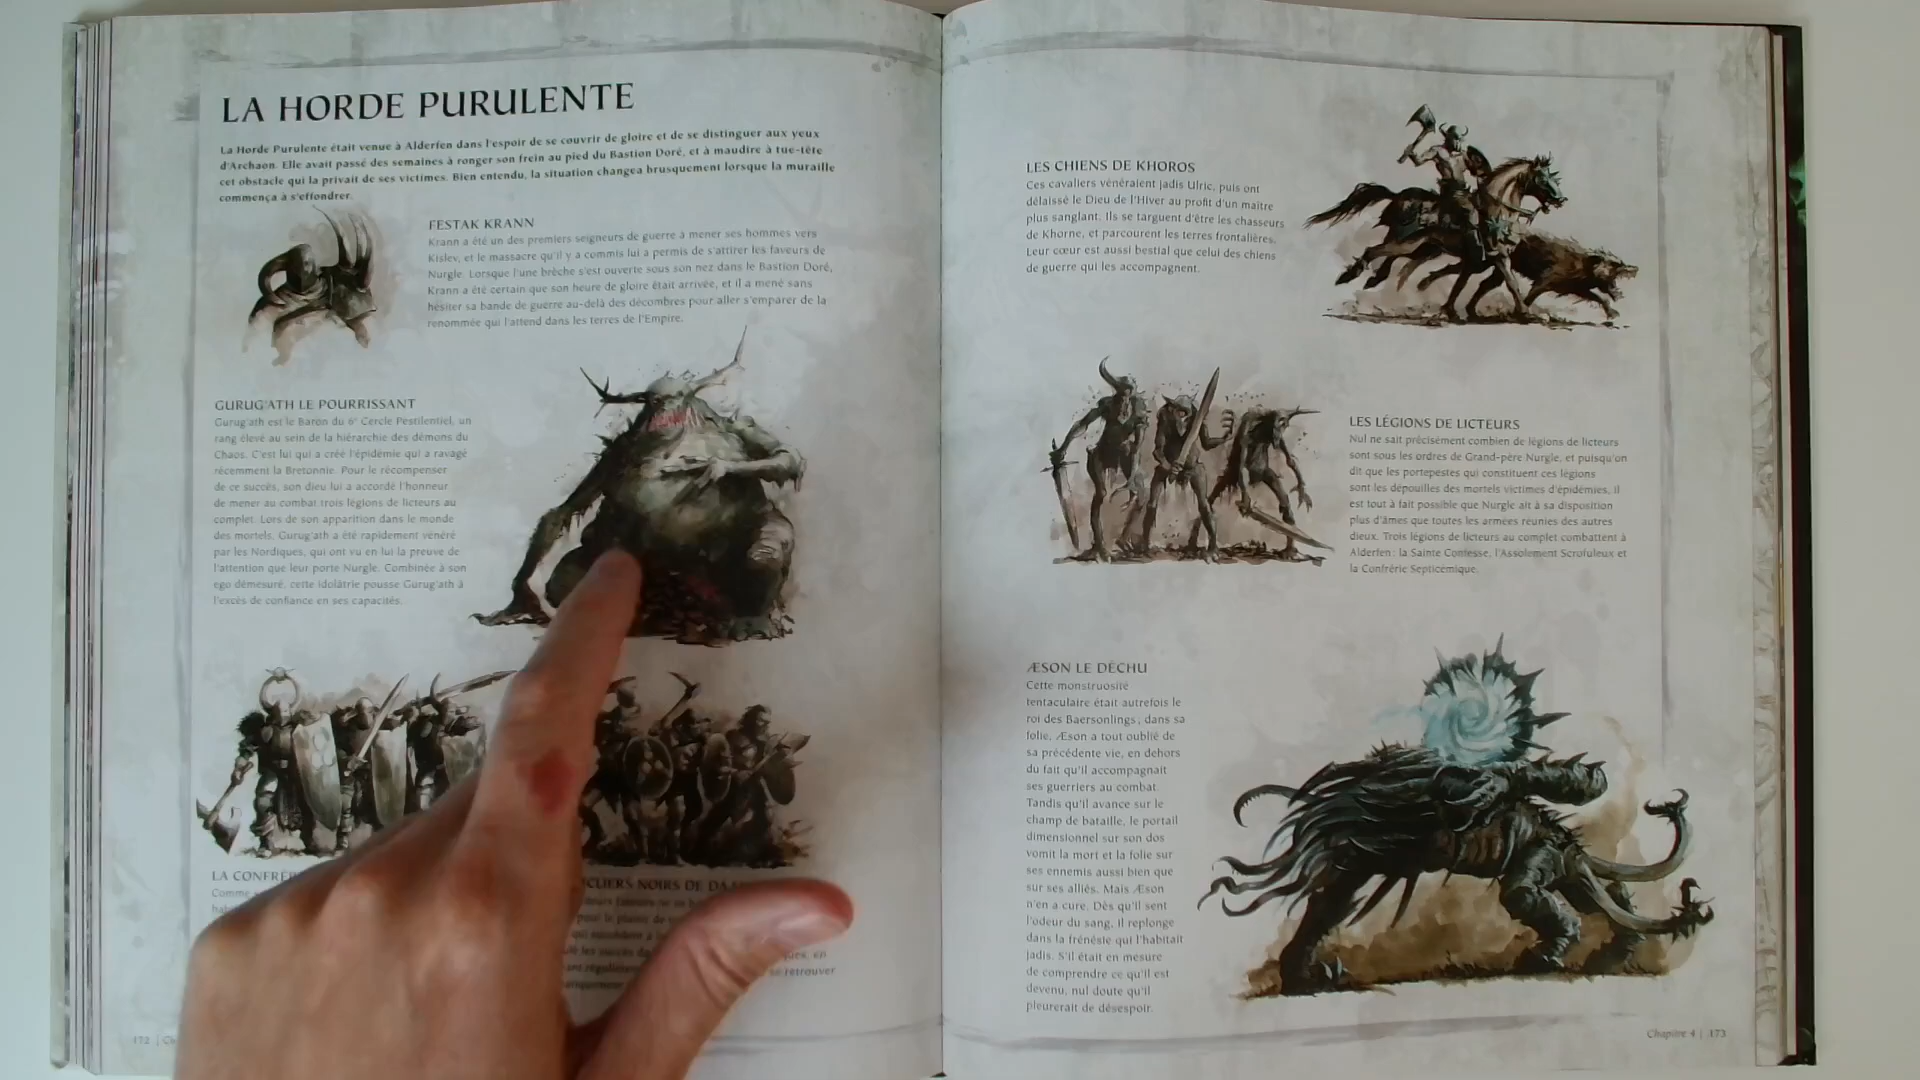 LA HORDE PURULENTE
La Horde Purulente était venue à Alderfen dans l'espoir de se couvrir de gloire et de se distinguer aux yeux
d'Archaon. Elle avait passé des semaines à ronger son frein au pied du Bastion Doré, et à maudire à tue-tête
cet obstacle qui la privait de ses victimes. Bien entendu, la situation changea brusquement lorsque la muraille
commença à s'effondrer.
FESTAK KRANN
Krann a été un des premiers seigneurs de guerre à mener ses hommes vers
Kislev, et le massacre qu'il y a commis lui a permis de s'attirer les faveurs de
Nurgle. Lorsque l'une brèche s'est ouverte sous son nez dans le Bastion Doré,
Krann a été certain que son heure de gloire était arrivée, et il a mené sans
hésiter sa bande de guerre au-delà des décombres pour aller s'emparer de la
renommée qui l'attend dans les terres de l'Empire.
GURUG'ATH LE POURRISSANT
Gurug'ath est le Baron du 6e Cercle Pestilentiel, un
rang élevé au sein de la hiérarchie des démons du
Chaos. C'est lui qui a créé l'épidémie qui a ravagé
récemment la Bretonnie. Pour le récompenser
de ce succès, son dieu lui a accordé l'honneur
de mener au combat trois légions de licteurs au
complet. Lors de son apparition dans le monde
des mortels, Gurug'ath a été rapidement vénéré
par les Nordiques, qui ont vu en lui la preuve de
l'attention que leur porte Nurgle. Combinée à son
ego démesuré, cette idolâtrie pousse Gurug'ath à
l'excès de confiance en ses capacités.
LA CONFRÉR
Comme
CLIERS NOIRS DE DA
pour le plaisir de
les succès da
se retrouver
172
LES CHIENS DE KHOROS
Ces cavaliers vénéraient jadis Ulric, puis ont
délaissé le Dieu de l'Hiver au profit d'un maître
plus sanglant. Ils se targuent d'être les chasseurs
de Khorne, et parcourent les terres frontalières.
Leur cœur est aussi bestial que celui des chiens
de guerre qui les accompagnent.
LES LÉGIONS DE LICTEURS
Nul ne sait précisément combien de légions de licteurs
sont sous les ordres de Grand-père Nurgle, et puisqu'on
dit que les portepestes qui constituent ces légions
sont les dépouilles des mortels victimes d'épidémies, il
est tout à fait possible que Nurgle ait à sa disposition
plus d'âmes que toutes les armées réunies des autres
dieux. Trois légions de licteurs au complet combattent à
Alderfen : la Sainte Confesse, l'Assolement Scrofuleux et
la Confrérie Septicémique.
ÆSON LE DÉCHU
Cette monstruosité
tentaculaire était autrefois le
roi des Baersonlings ; dans sa
folie, Æson a tout oublié de
sa précédente vie, en dehors
du fait qu'il accompagnait
ses guerriers au combat.
Tandis qu'il avance sur le
champ de bataille, le portail
dimensionnel sur son dos
vomit la mort et la folie sur
ses ennemis aussi bien que
sur ses alliés. Mais Æson
n'en a cure. Dès qu'il sent
l'odeur du sang, il replonge
dans la frénésie qui l'habitait
jadis. S'il était en mesure
de comprendre ce qu'il est
devenu, nul doute qu'il
pleurerait de désespoir.
Chapitre 4 | 173